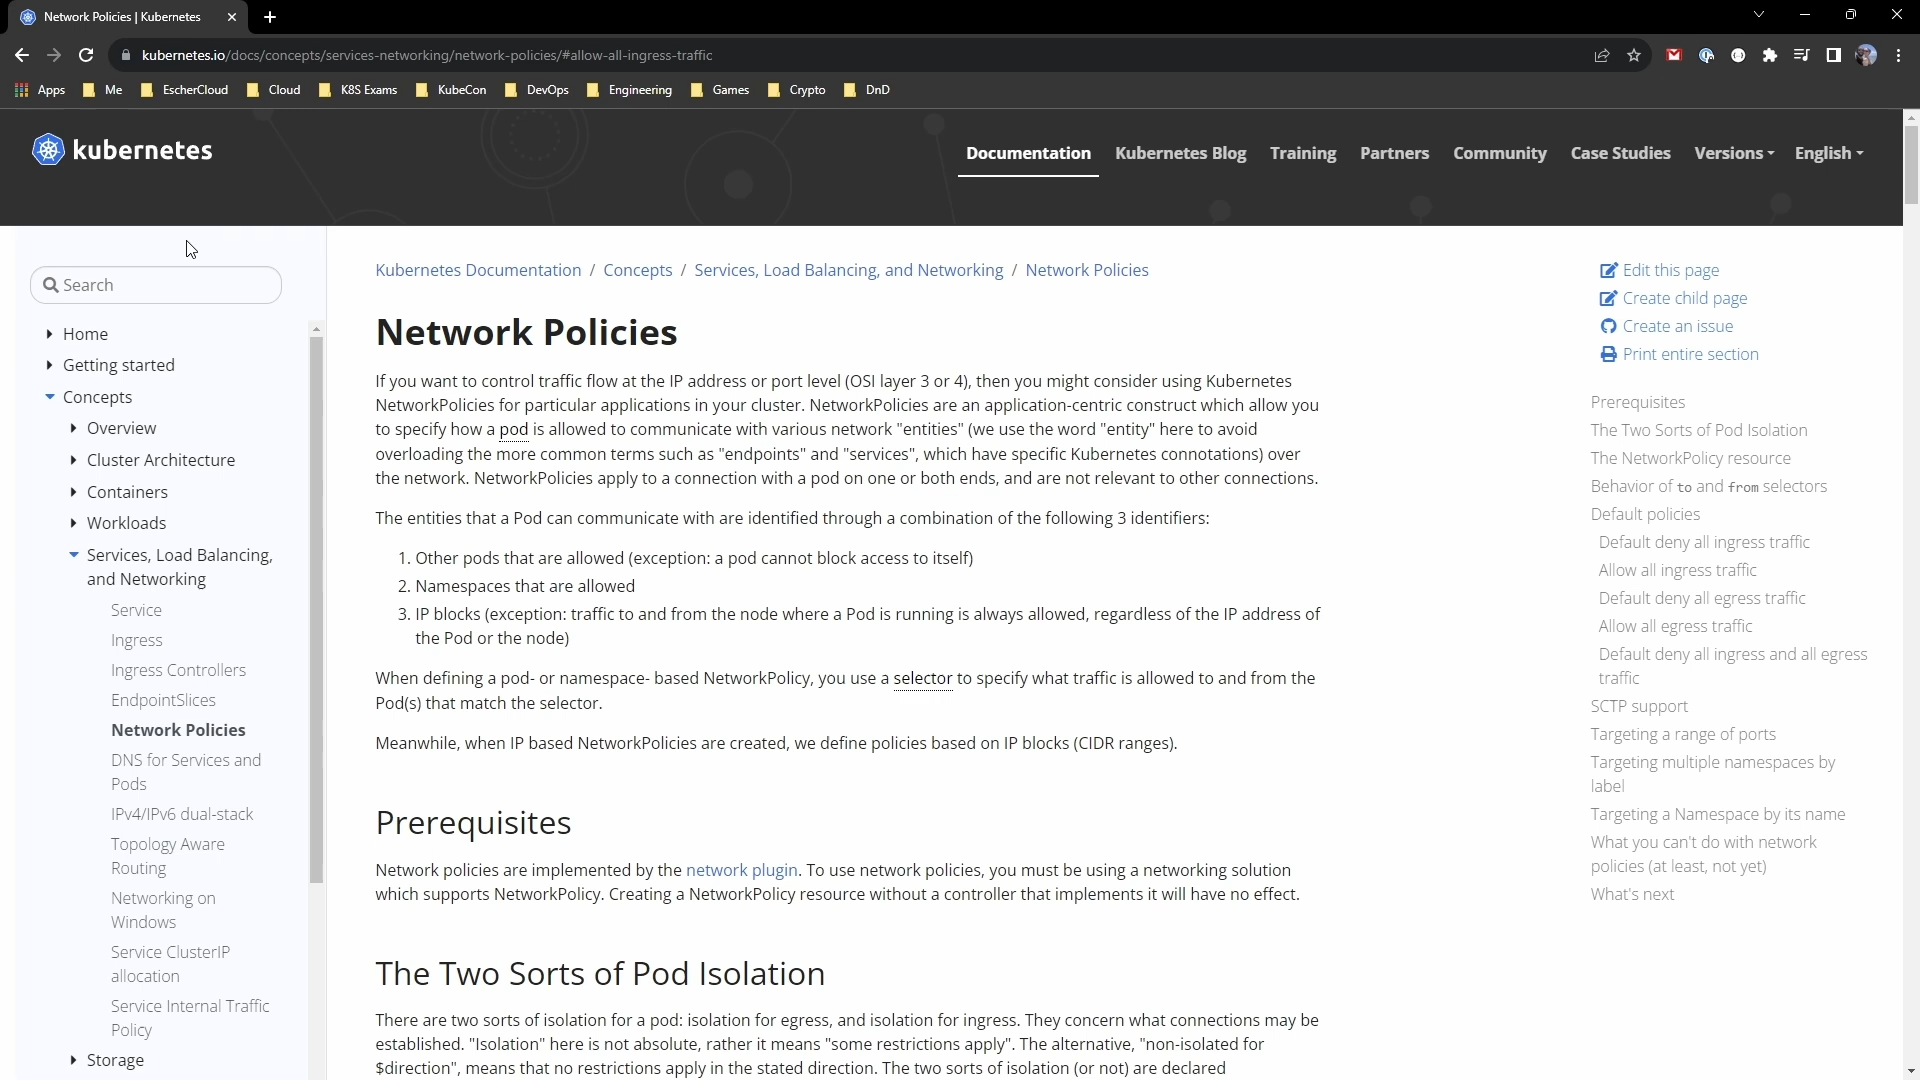 Network Policies | Kubernetes
kubernetes.io/docs/concepts/services-networking/network-policies/#allow-all-ingress-traffic
Apps Me EscherCloud Cloud K8S Exams KubeCon DevOps Engineering Games Crypto DnD
kubernetes
Documentation Kubernetes Blog Training Partners Community Case Studies Versions English
Search
Home
Getting started
Concepts
Overview
Cluster Architecture
Containers
Workloads
Services, Load Balancing,
and Networking
Service
Ingress
Ingress Controllers
EndpointSlices
Network Policies
DNS for Services and
Pods
IPv4/IPv6 dual-stack
Topology Aware
Routing
Networking on
Windows
Service ClusterIP
allocation
Service Internal Traffic
Policy
Storage
Kubernetes Documentation / Concepts / Services, Load Balancing, and Networking / Network Policies
Network Policies
If you want to control traffic flow at the IP address or port level (OSI layer 3 or 4), then you might consider using Kubernetes
NetworkPolicies for particular applications in your cluster. NetworkPolicies are an application-centric construct which allow you
to specify how a pod is allowed to communicate with various network "entities" (we use the word "entity" here to avoid
overloading the more common terms such as "endpoints" and "services", which have specific Kubernetes connotations) over
the network. NetworkPolicies apply to a connection with a pod on one or both ends, and are not relevant to other connections.
The entities that a Pod can communicate with are identified through a combination of the following 3 identifiers:
1. Other pods that are allowed (exception: a pod cannot block access to itself)
2. Namespaces that are allowed
3. IP blocks (exception: traffic to and from the node where a Pod is running is always allowed, regardless of the IP address of
the Pod or the node)
When defining a pod- or namespace- based NetworkPolicy, you use a selector to specify what traffic is allowed to and from the
Pod(s) that match the selector.
Meanwhile, when IP based NetworkPolicies are created, we define policies based on IP blocks (CIDR ranges).
Prerequisites
Network policies are implemented by the network plugin. To use network policies, you must be using a networking solution
which supports NetworkPolicy. Creating a NetworkPolicy resource without a controller that implements it will have no effect.
The Two Sorts of Pod Isolation
There are two sorts of isolation for a pod: isolation for egress, and isolation for ingress. They concern what connections may be
established. "Isolation" here is not absolute, rather it means "some restrictions apply". The alternative, "non-isolated for
$direction", means that no restrictions apply in the stated direction. The two sorts of isolation (or not) are declared
Edit this page
Create child page
Create an issue
Print entire section
Prerequisites
The Two Sorts of Pod Isolation
The NetworkPolicy resource
Behavior of to and from selectors
Default policies
Default deny all ingress traffic
Allow all ingress traffic
Default deny all egress traffic
Allow all egress traffic
Default deny all ingress and all egress
traffic
SCTP support
Targeting a range of ports
Targeting multiple namespaces by
label
Targeting a Namespace by its name
What you can't do with network
policies (at least, not yet)
What's next